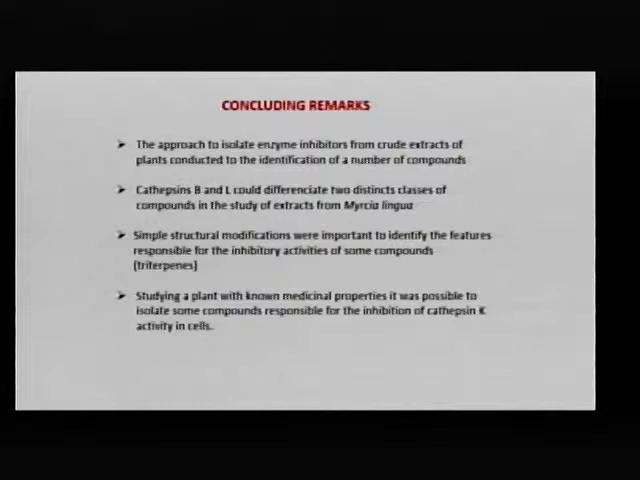 CONCLUDING REMARKS
➢ The approach to isolate enzyme inhibitors from crude extracts of
plants conducted to the identification of a number of compounds
➢ Cathepsins B and L could differenciate two distincts classes of
compounds in the study of extracts from Myrcia lingua
➢ Simple structural modifications were important to identify the features
responsible for the inhibitory activities of some compounds
(triterpenes)
➢ Studying a plant with known medicinal properties it was possible to
isolate some compounds responsible for the inhibition of cathepsin K
activity in cells.